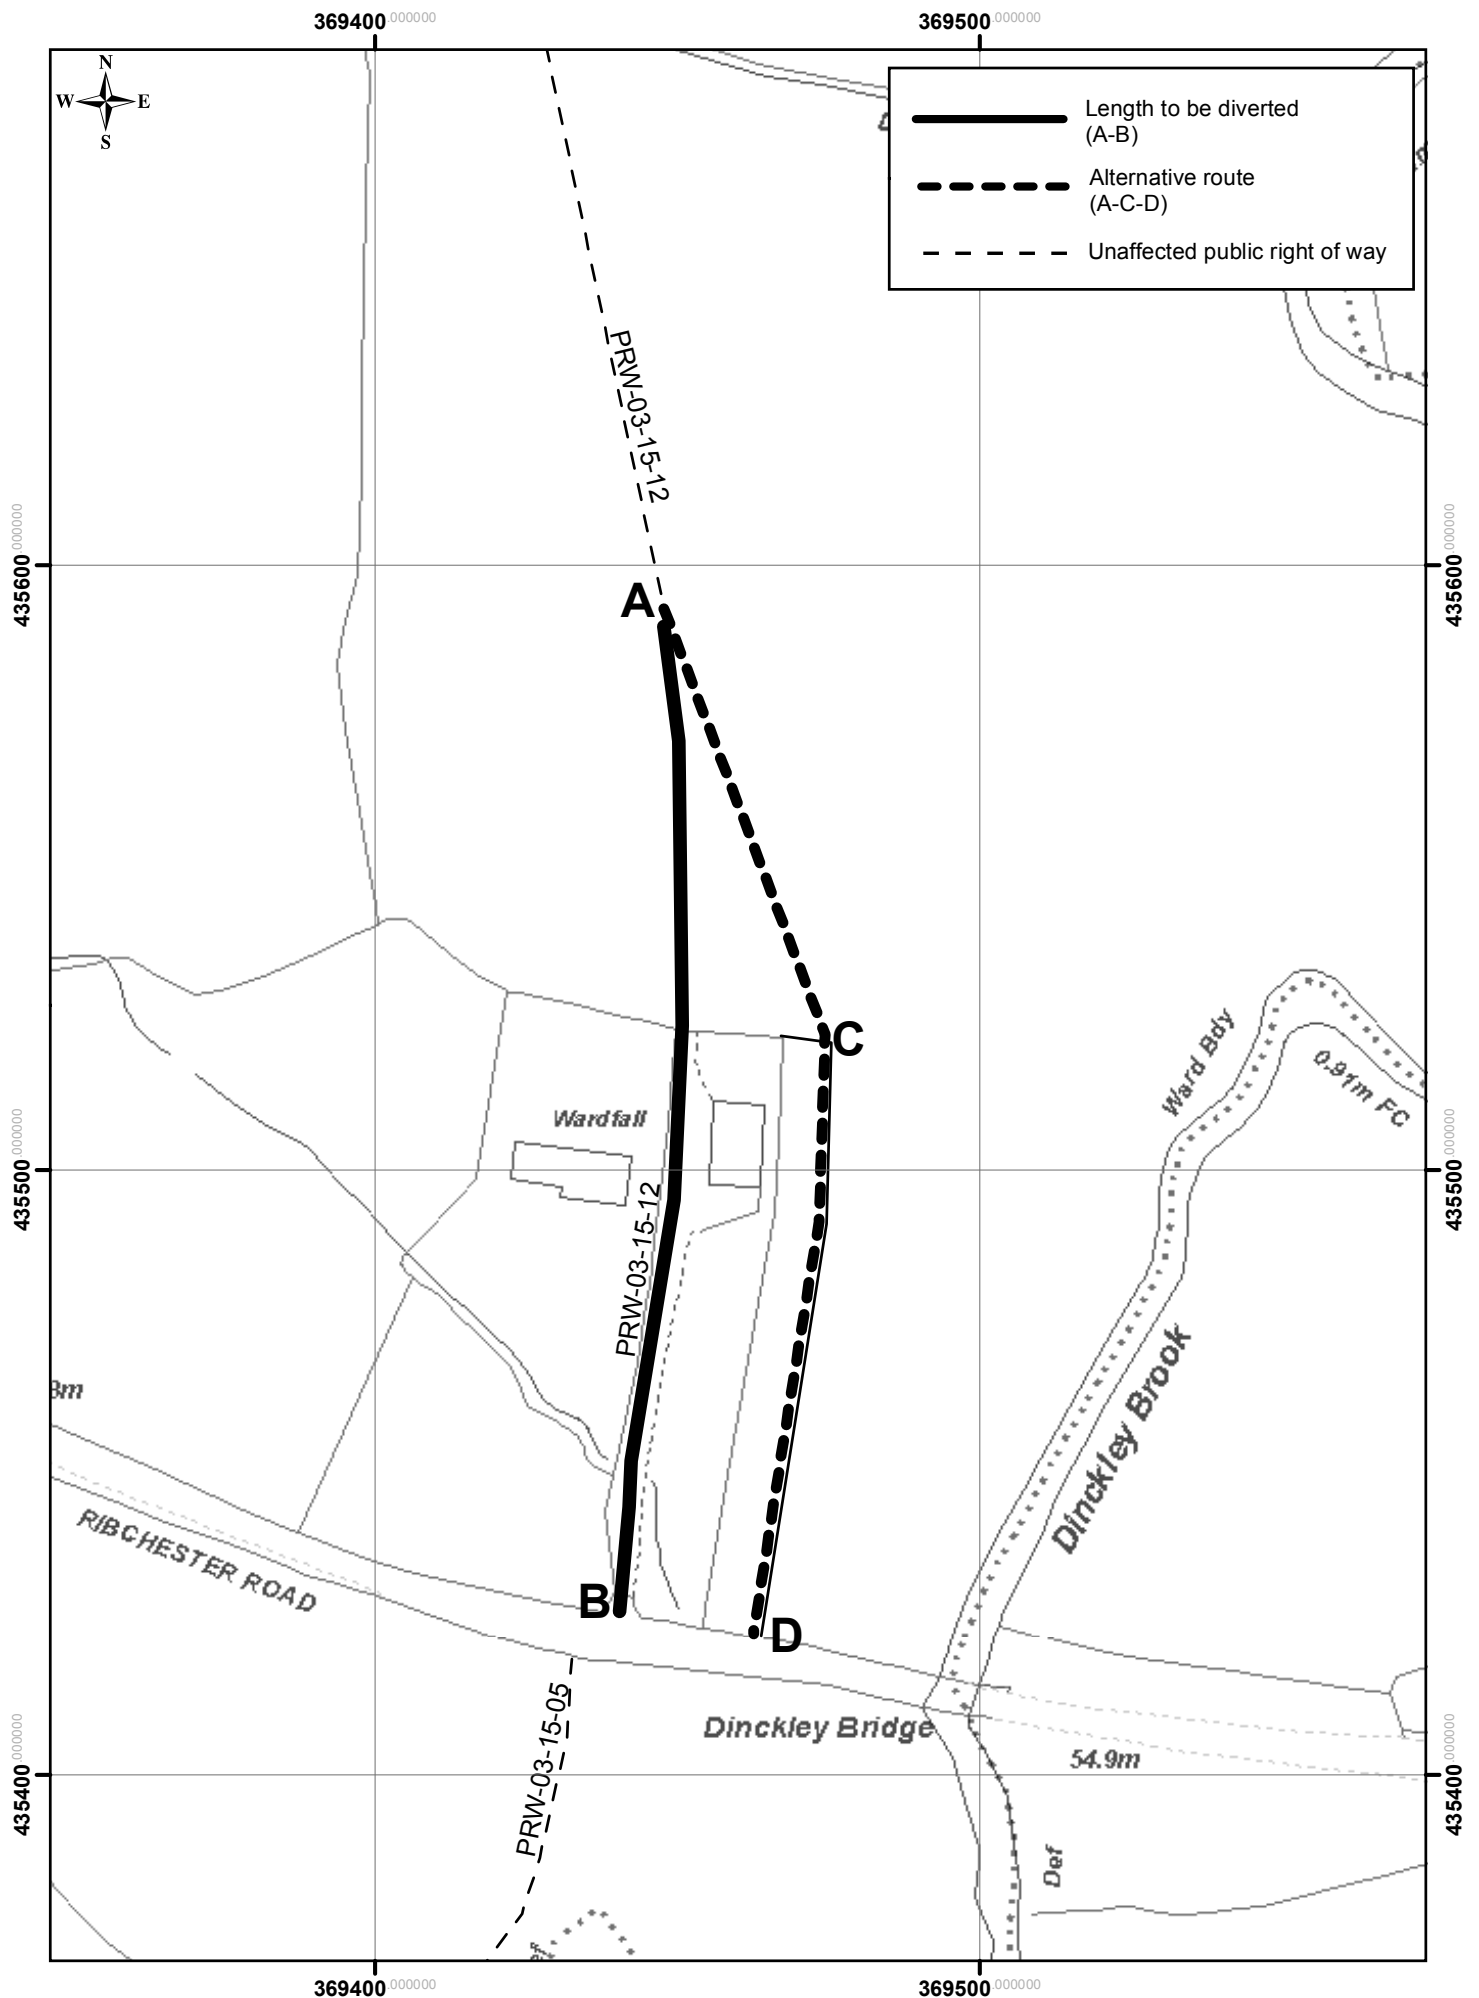 369400.000000
369500.000000
N
W E
S
Length to be diverted
(A-B)
Alternative route
(A-C-D)
Unaffected public right of way
PRW-03-15-12
435600.000000
435600.000000
A
C
Ward Bdy
0.91m FC
Wardfall
435500.000000
435500.000000
PRW-03-15-12
Dinckley Brook
RIBCHESTER ROAD
B
D
PRW-03-15-05
Dinckley Bridge
54.9m
435400.000000
435400.000000
Def
369400.000000
369500.000000